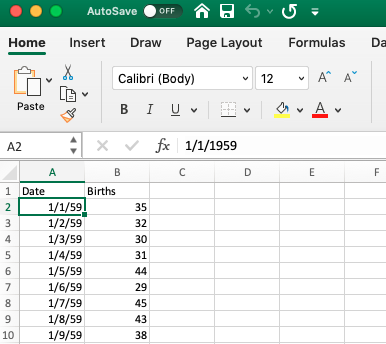 AutoSave OFF
Home Insert Draw Page Layout Formulas Da
Paste Calibri (Body) 12 A A
B I U A
A2 fx 1/1/1959
A B C D E F
1 Date Births
2 1/1/59 35
3 1/2/59 32
4 1/3/59 30
5 1/4/59 31
6 1/5/59 44
7 1/6/59 29
8 1/7/59 45
9 1/8/59 43
10 1/9/59 38